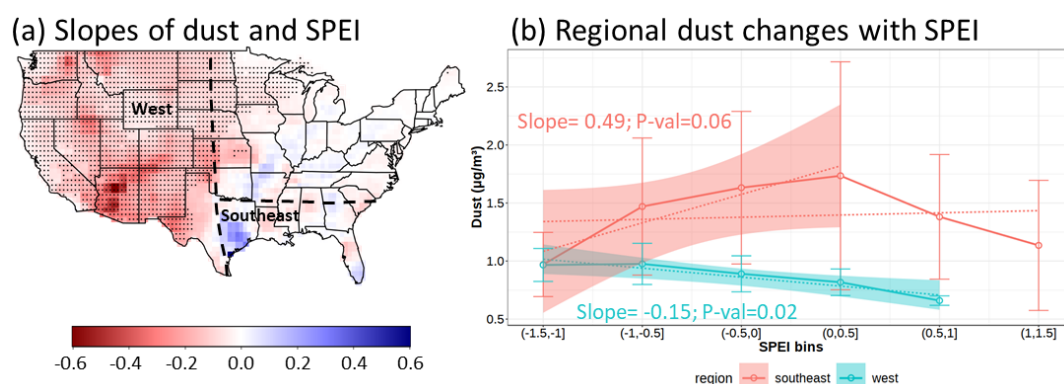 (a) Slopes of dust and SPEI
West
Southeast
-0.6 -0.4 -0.2 0.0 0.2 0.4 0.6
(b) Regional dust changes with SPEI
Dust (µg/m³)
2.5
2.0
1.5
1.0
0.5
Slope= 0.49; P-val=0.06
Slope= -0.15; P-val=0.02
(-1.5,-1] (-1,-0.5] (-0.5,0] (0,0.5] (0.5,1] (1,1.5]
SPEI bins
region southeast west